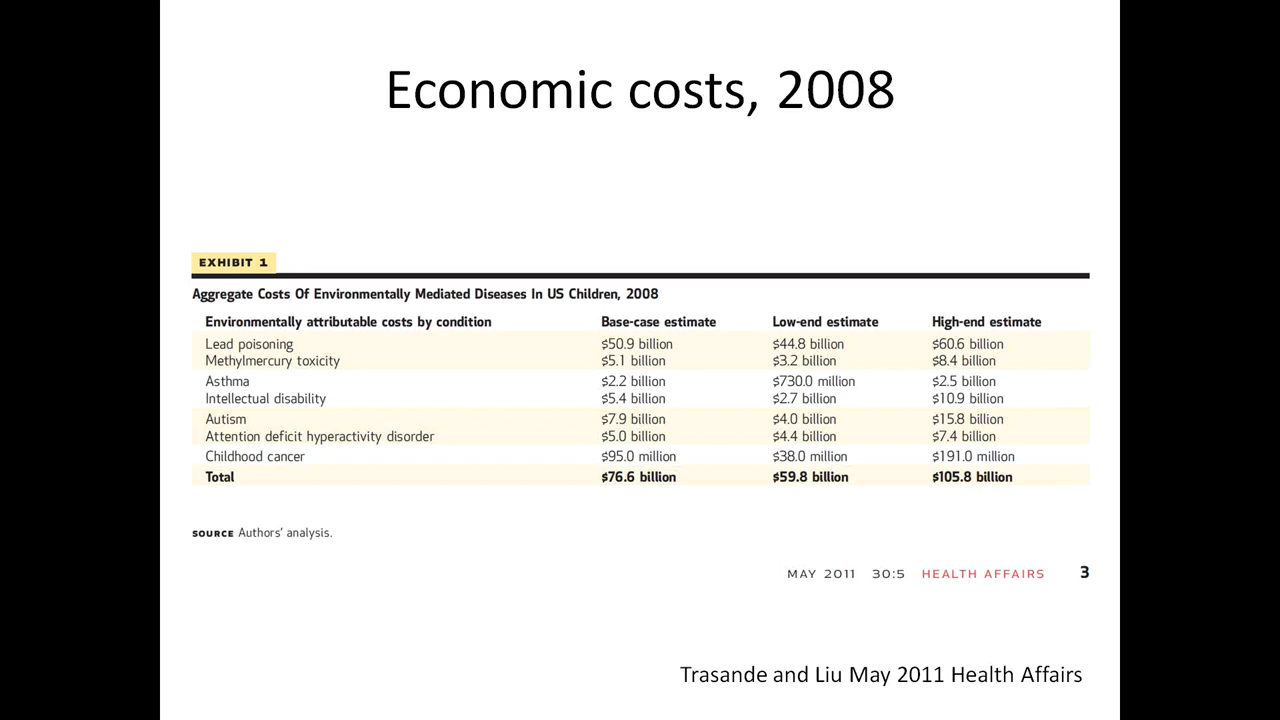 Economic costs, 2008
EXHIBIT 1
Aggregate Costs Of Environmentally Mediated Diseases In US Children, 2008
Environmentally attributable costs by condition Base-case estimate Low-end estimate High-end estimate
Lead poisoning $50.9 billion $44.8 billion $60.6 billion
Methylmercury toxicity $5.1 billion $3.2 billion $8.4 billion
Asthma $2.2 billion $730.0 million $2.5 billion
Intellectual disability $5.4 billion $2.7 billion $10.9 billion
Autism $7.9 billion $4.0 billion $15.8 billion
Attention deficit hyperactivity disorder $5.0 billion $4.4 billion $7.4 billion
Childhood cancer $95.0 million $38.0 million $191.0 million
Total $76.6 billion $59.8 billion $105.8 billion
SOURCE Authors' analysis.
MAY 2011 30:5 HEALTH AFFAIRS 3
Trasande and Liu May 2011 Health Affairs